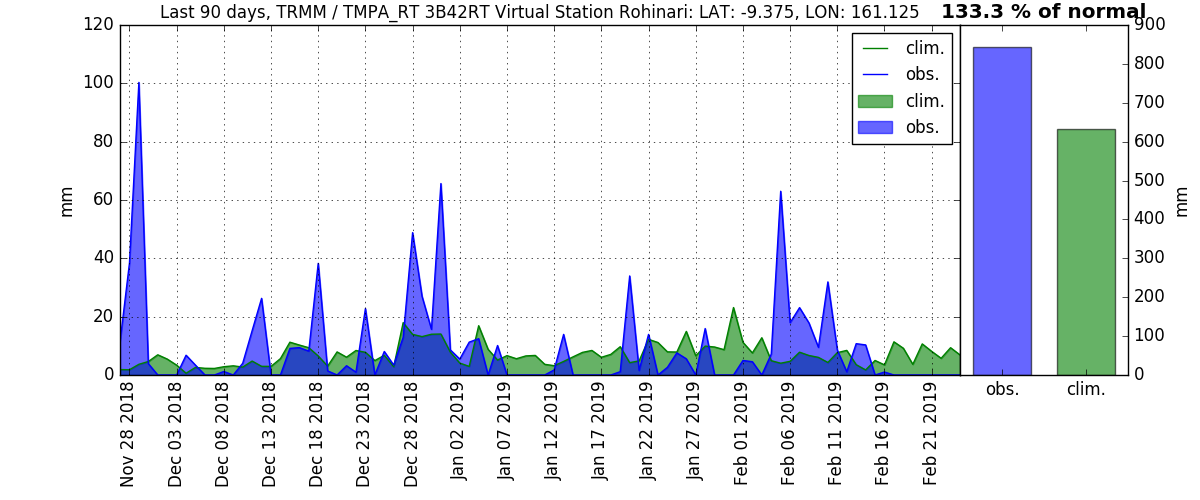 Last 90 days, TRMM / TMPA_RT 3B42RT Virtual Station Rohinari: LAT: -9.375, LON: 161.125
133.3 % of normal
mm
120
100
80
60
40
20
0
clim.
obs.
clim.
obs.
900
800
700
600
500
400
300
200
100
0
mm
Nov 28 2018
Dec 03 2018
Dec 08 2018
Dec 13 2018
Dec 18 2018
Dec 23 2018
Dec 28 2018
Jan 02 2019
Jan 07 2019
Jan 12 2019
Jan 17 2019
Jan 22 2019
Jan 27 2019
Feb 01 2019
Feb 06 2019
Feb 11 2019
Feb 16 2019
Feb 21 2019
obs.
clim.